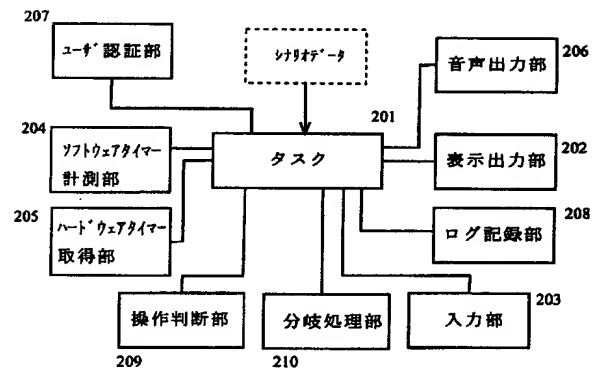 207
ﾕｰｻﾞ 認証部
ｼﾅﾘｵﾃﾞｰﾀ
206
音声出力部
201
タスク
204
ｿﾌﾄｳｪｱﾀｲﾏｰ
計測部
202
表示出力部
205
ﾊｰﾄﾞｳｪｱﾀｲﾏｰ
取得部
208
ログ記録部
操作判断部
209
分岐処理部
210
入力部
203